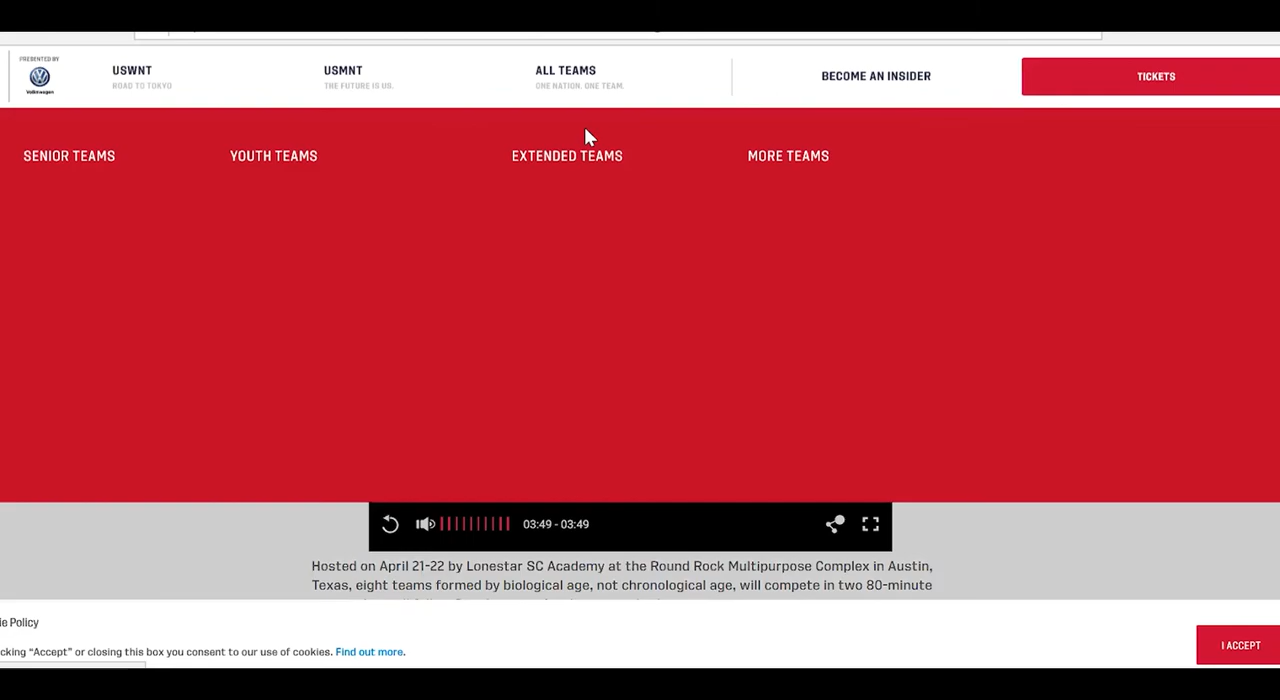 PRESENTED BY
Volkswagen
USWNT
ROAD TO TOKYO
USMNT
THE FUTURE IS US.
ALL TEAMS
ONE NATION. ONE TEAM.
BECOME AN INSIDER
TICKETS
SENIOR TEAMS
YOUTH TEAMS
EXTENDED TEAMS
MORE TEAMS
03:49 - 03:49
Hosted on April 21-22 by Lonestar SC Academy at the Round Rock Multipurpose Complex in Austin,
Texas, eight teams formed by biological age, not chronological age, will compete in two 80-minute
ie Policy
cking “Accept” or closing this box you consent to our use of cookies. Find out more.
I ACCEPT